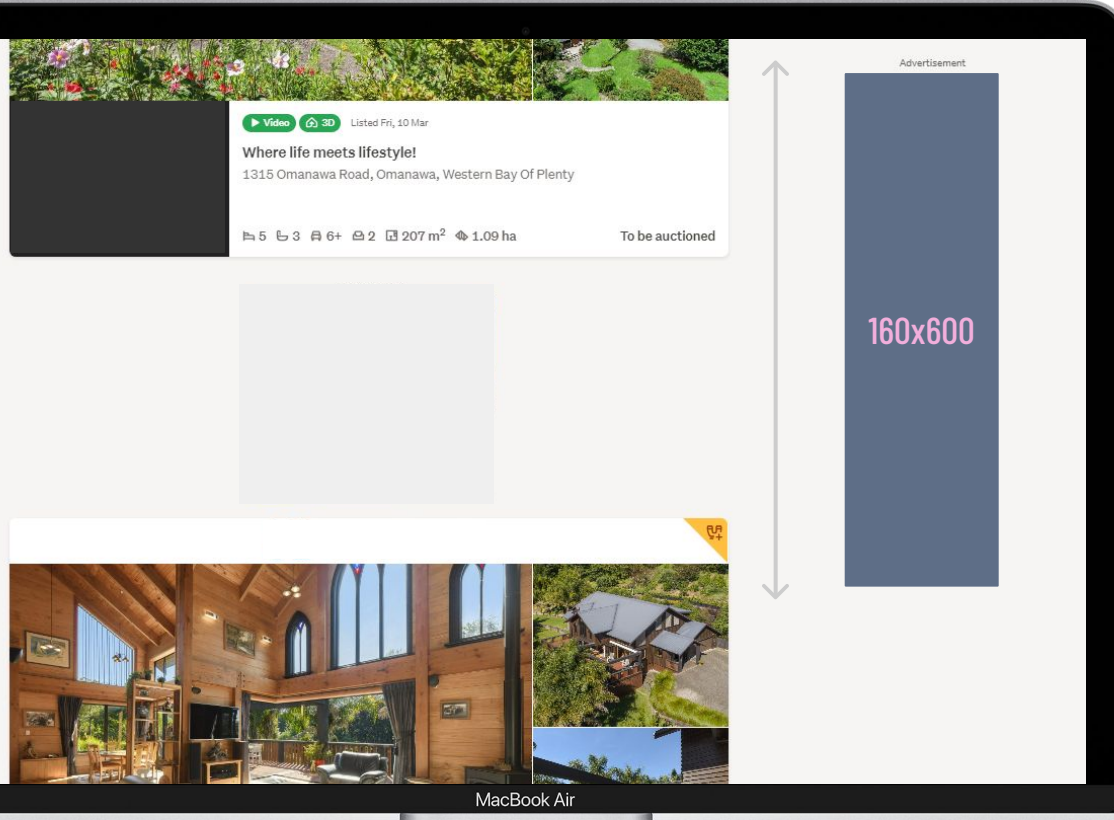 Advertisement
Video 3D Listed Fri, 10 Mar
Where life meets lifestyle!
1315 Omanawa Road, Omanawa, Western Bay Of Plenty
5 3 6+ 2 207 m² 1.09 ha To be auctioned
160x600
MacBook Air